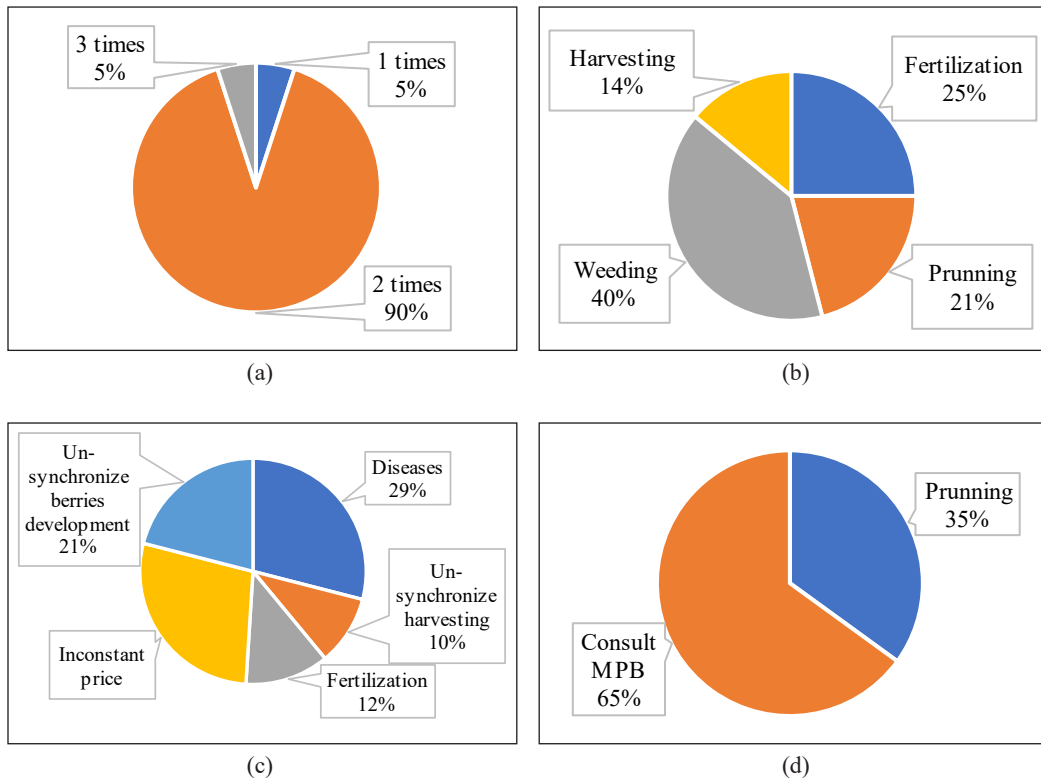 3 times
5%
1 times
5%
2 times
90%
(a)
Harvesting
14%
Fertilization
25%
Weeding
40%
Prunning
21%
(b)
Un-
synchronize
berries
development
21%
Diseases
29%
Un-
synchronize
harvesting
10%
Inconstant
price
Fertilization
12%
(c)
Prunning
35%
Consult
MPB
65%
(d)